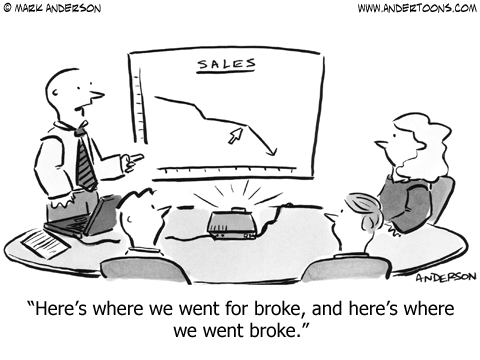 © MARK ANDERSON
WWW.ANDERTOONS.COM
SALES
ANDERSON
“Here’s where we went for broke, and here’s where
we went broke.”